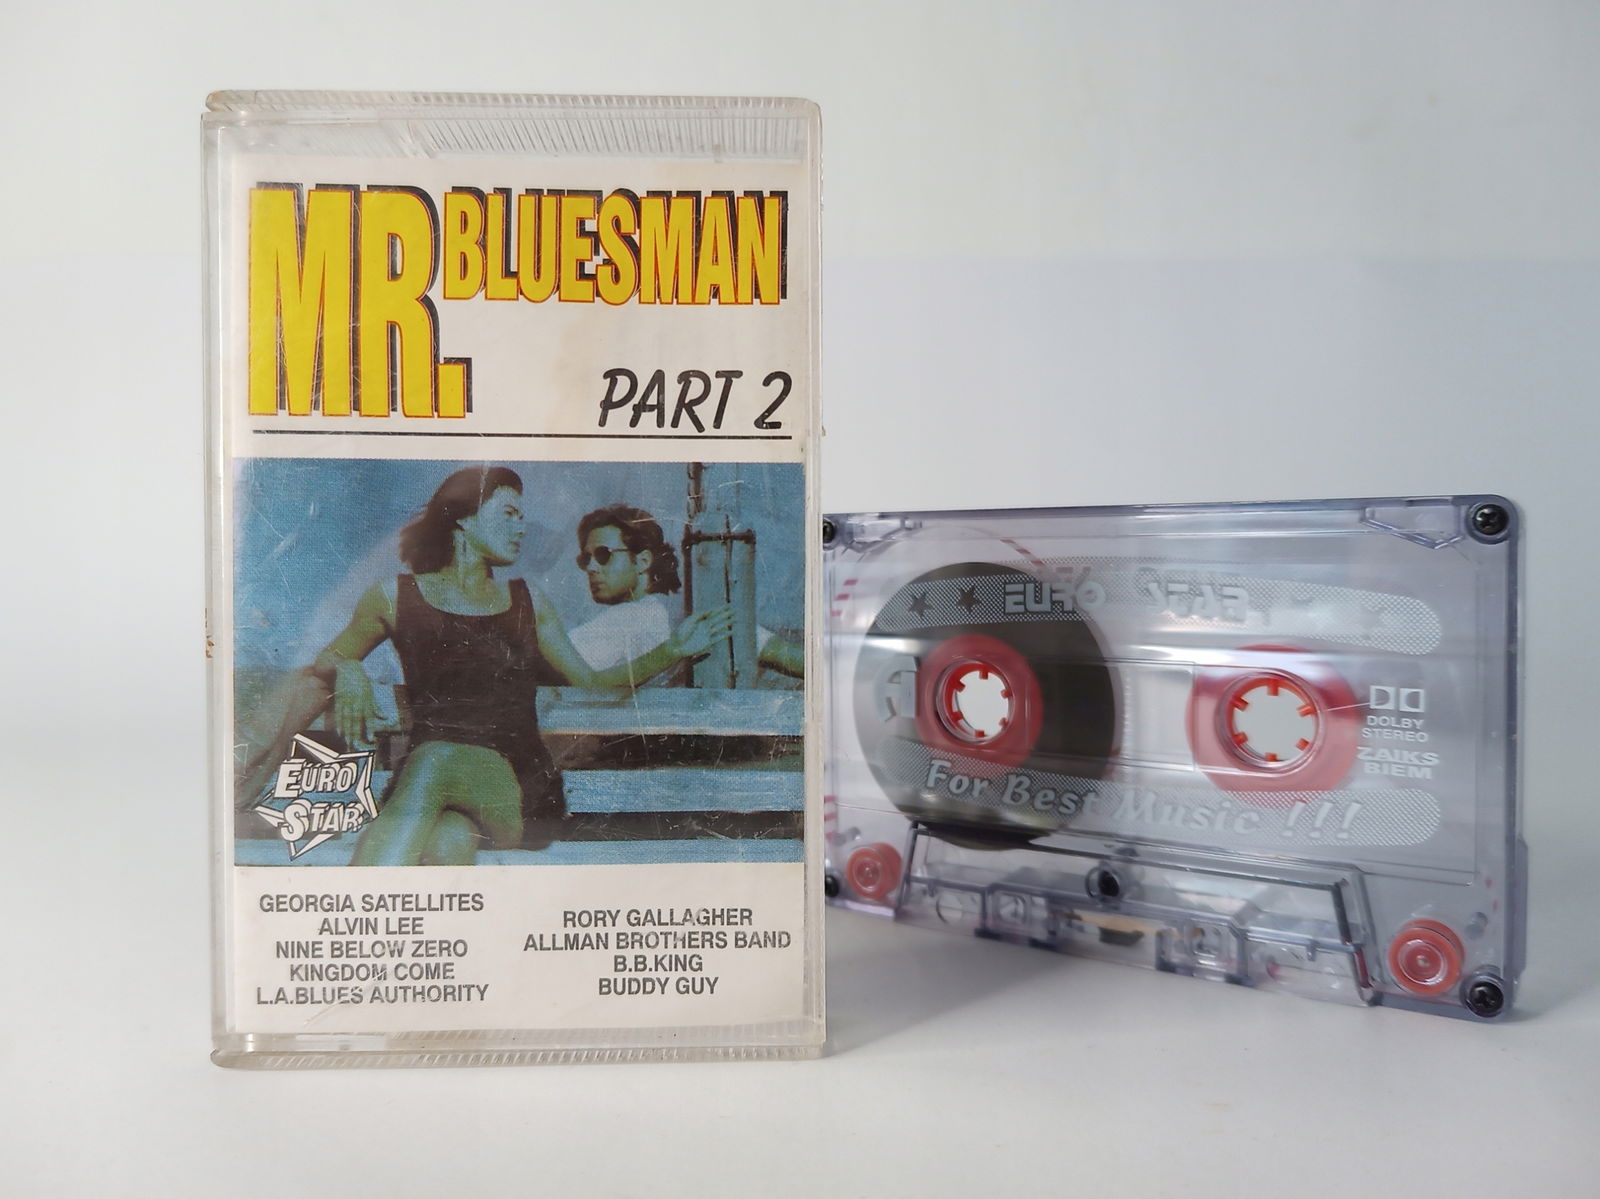 MR. BLUESMAN
PART 2
EURO
STAR
GEORGIA SATELLITES
ALVIN LEE
NINE BELOW ZERO
KINGDOM COME
L.A.BLUES AUTHORITY
RORY GALLAGHER
ALLMAN BROTHERS BAND
B.B.KING
BUDDY GUY
EURO STAR
A
DOLBY
STEREO
ZAIKS
BIEM
For Best Music !!!